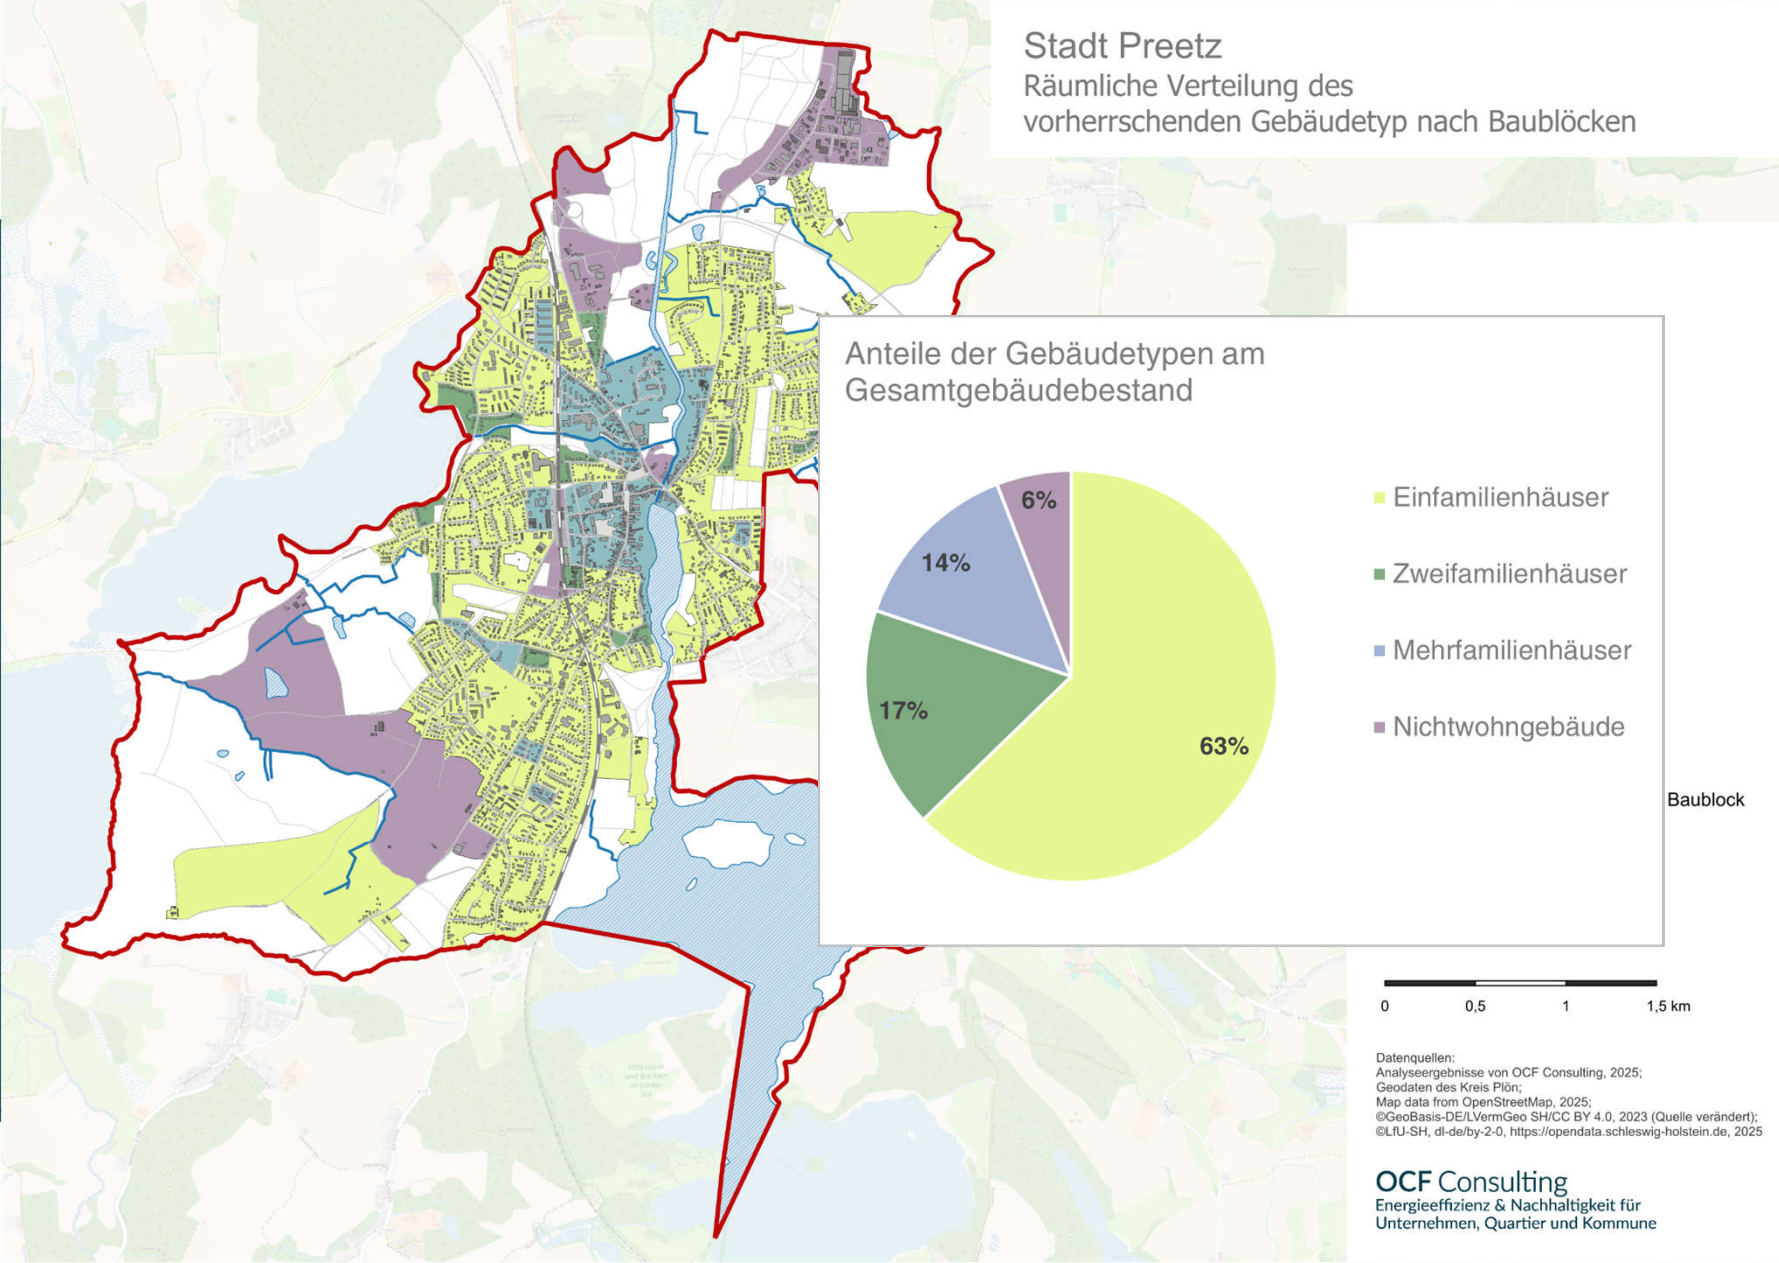 Stadt Preetz
Räumliche Verteilung des
vorherrschenden Gebäudetyp nach Baublöcken
Anteile der Gebäudetypen am
Gesamtgebäudebestand
6%
14%
17%
63%
Einfamilienhäuser
Zweifamilienhäuser
Mehrfamilienhäuser
Nichtwohngebäude
Baublock
0 0,5 1 1,5 km
Datenquellen:
Analyseergebnisse von OCF Consulting, 2025;
Geodaten des Kreis Plön;
Map data from OpenStreetMap, 2025;
©GeoBasis-DE/LVermGeo SH/CC BY 4.0, 2023 (Quelle verändert);
©LfU-SH, dl-de/by-2-0, https://opendata.schleswig-holstein.de, 2025
OCF Consulting
Energieeffizienz & Nachhaltigkeit für
Unternehmen, Quartier und Kommune